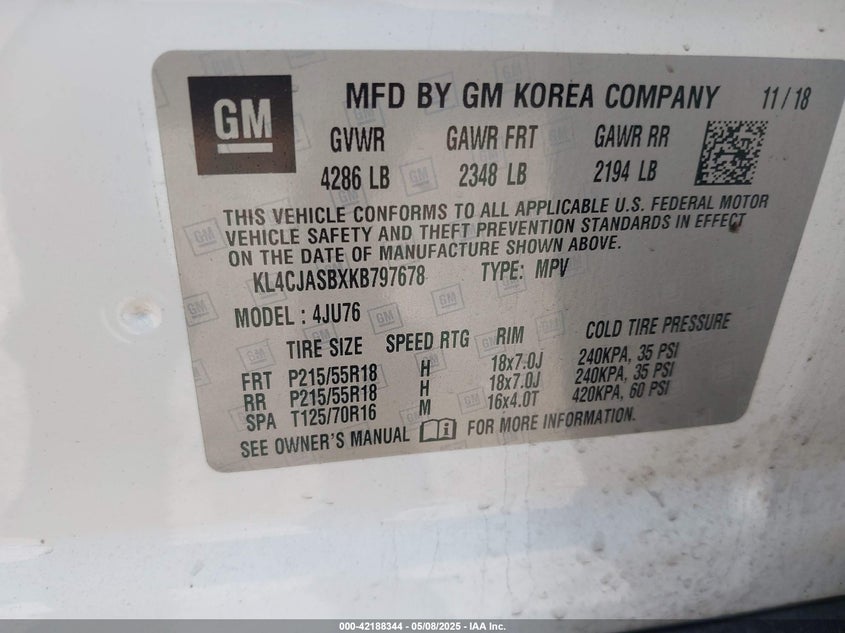 GM MFD BY GM KOREA COMPANY 11/18
GVWR GAWR FRT GAWR RR
4286 LB 2348 LB 2194 LB
THIS VEHICLE CONFORMS TO ALL APPLICABLE U.S. FEDERAL MOTOR
VEHICLE SAFETY AND THEFT PREVENTION STANDARDS IN EFFECT
ON THE DATE OF MANUFACTURE SHOWN ABOVE.
KL4CJASBXKB797678 TYPE: MPV
MODEL: 4JU76
TIRE SIZE SPEED RTG RIM COLD TIRE PRESSURE
FRT P215/55R18 H 18x7.0J 240KPA, 35 PSI
RR P215/55R18 H 18x7.0J 240KPA, 35 PSI
SPA T125/70R16 M 16x4.0T 420KPA, 60 PSI
SEE OWNER'S MANUAL FOR MORE INFORMATION.
000-42188344 | 05/08/2025 - IAA Inc.